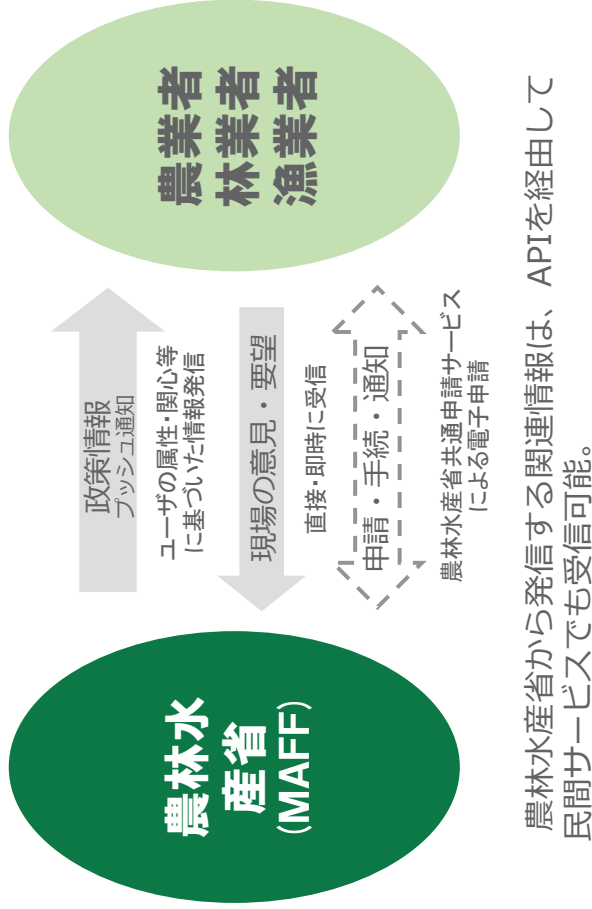 農林水
産省
(MAFF)
政策情報
プッシュ通知
ユーザの属性・関心等
に基づいた情報発信
現場の意見・要望
直接・即時に受信
申請・手続・通知
農林水産省共通申請サービス
による電子申請
農業者
林業者
漁業者
農林水産省から発信する関連情報は、APIを経由して
民間サービスでも受信可能。